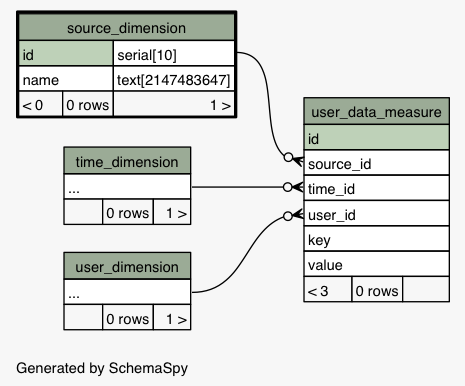 source_dimension
id serial[10]
name text[2147483647]
< 0 0 rows 1 >
user_data_measure
id
source_id
time_id
user_id
key
value
< 3 0 rows
time_dimension
...
0 rows 1 >
user_dimension
...
0 rows 1 >
Generated by SchemaSpy